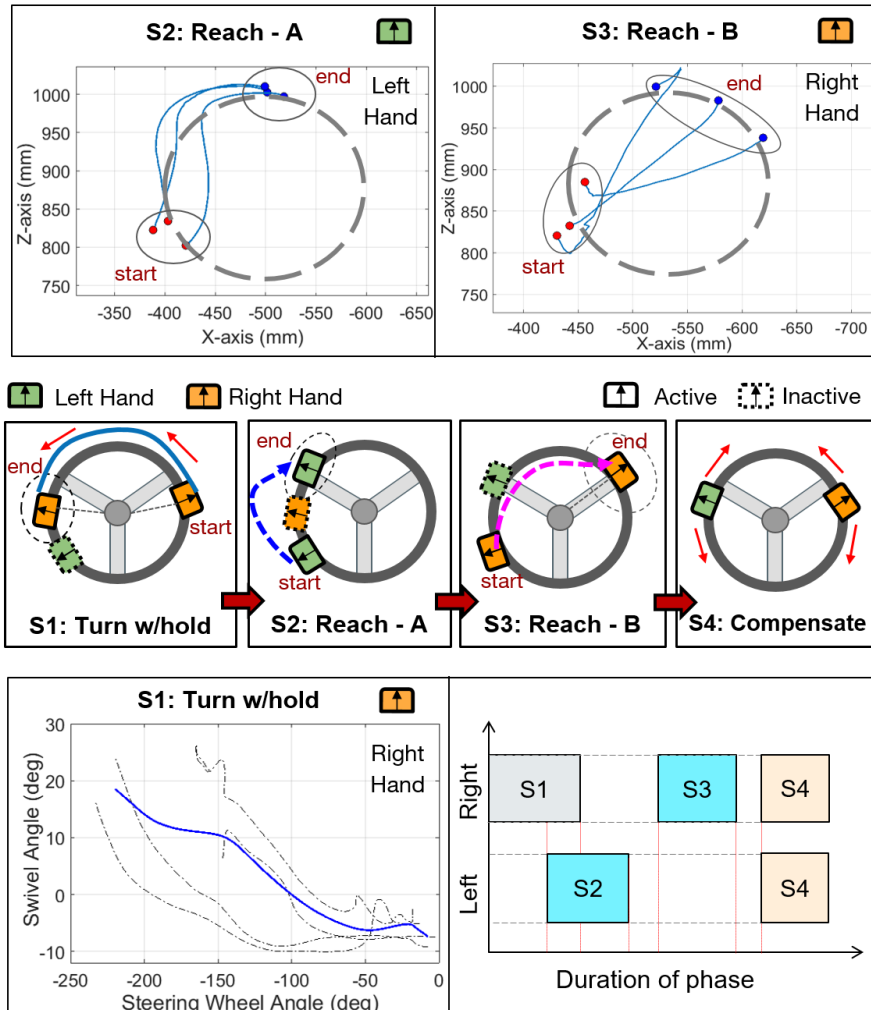 S2: Reach - A
Left
Hand
end
start
Z-axis (mm)
1000
950
900
850
800
750
-350
-400
-450
-500
-550
-600
-650
X-axis (mm)
S3: Reach - B
Right
Hand
end
start
Z-axis (mm)
1000
950
900
850
800
750
-400
-450
-500
-550
-600
-650
-700
X-axis (mm)
Left Hand
Right Hand
Active
Inactive
end
start
S1: Turn w/hold
end
start
S2: Reach - A
end
start
S3: Reach - B
S4: Compensate
S1: Turn w/hold
Right
Hand
Swivel Angle (deg)
30
20
10
0
-10
-250
-200
-150
-100
-50
0
Steering Wheel Angle (deg)
Right
Left
S1
S3
S4
S2
S4
Duration of phase